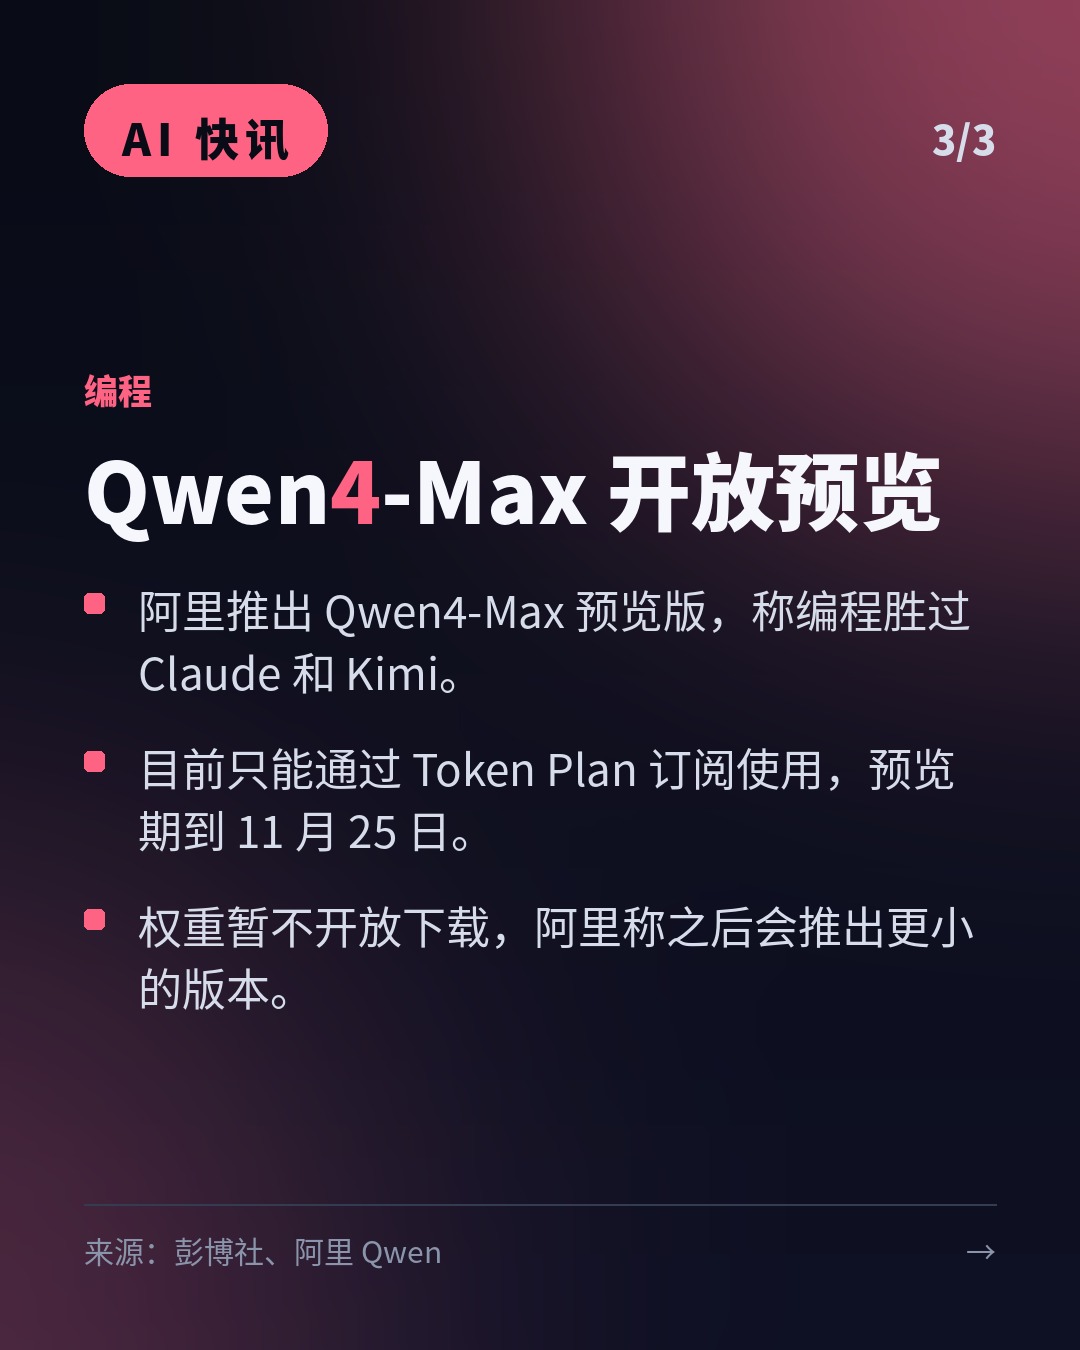 AI 快讯
3/3
编程
Qwen4-Max 开放预览
阿里推出 Qwen4-Max 预览版，称编程胜过
Claude 和 Kimi。
目前只能通过 Token Plan 订阅使用，预览
期到 11 月 25 日。
权重暂不开放下载，阿里称之后会推出更小
的版本。
来源：彭博社、阿里 Qwen
→